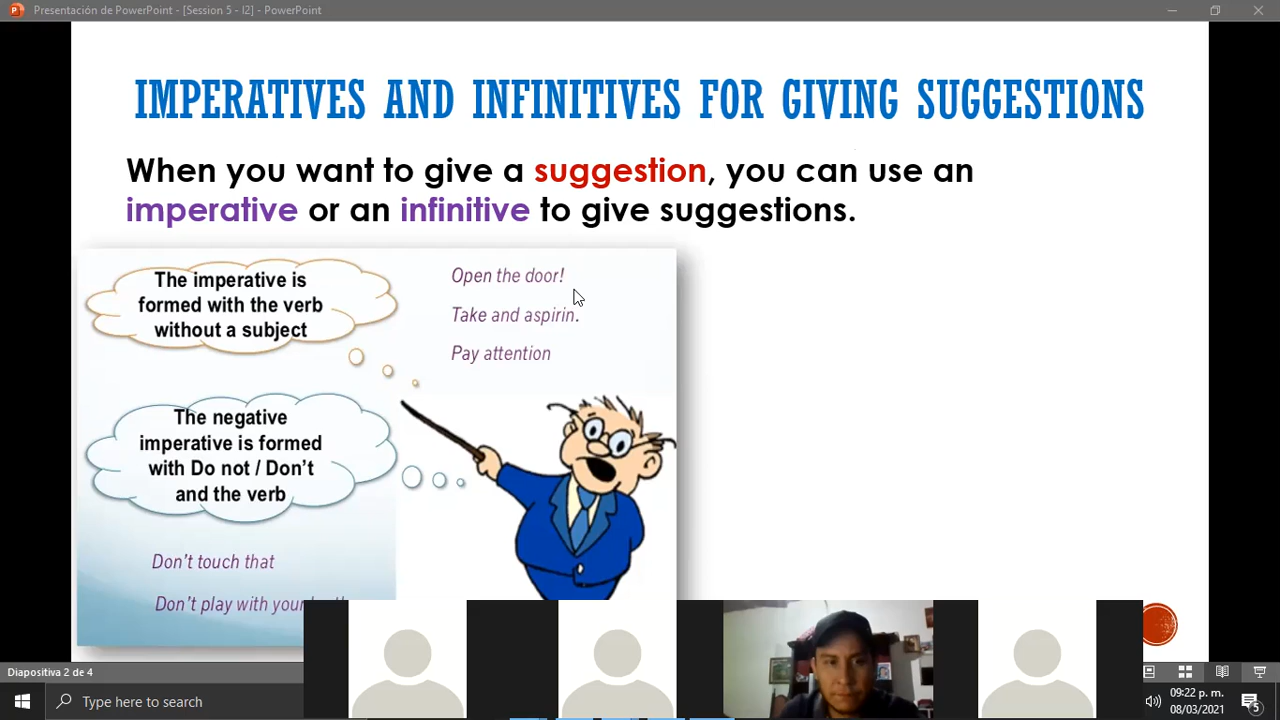 Presentación de PowerPoint - [Session 5 - I2] - PowerPoint
IMPERATIVES AND INFINITIVES FOR GIVING SUGGESTIONS
When you want to give a suggestion, you can use an
imperative or an infinitive to give suggestions.
The imperative is
formed with the verb
without a subject
Open the door!
Take and aspirin.
Pay attention
The negative
imperative is formed
with Do not / Don't
and the verb
Don't touch that
Don't play with your
Diapositiva 2 de 4
Type here to search
09:22 p. m.
08/03/2021
5